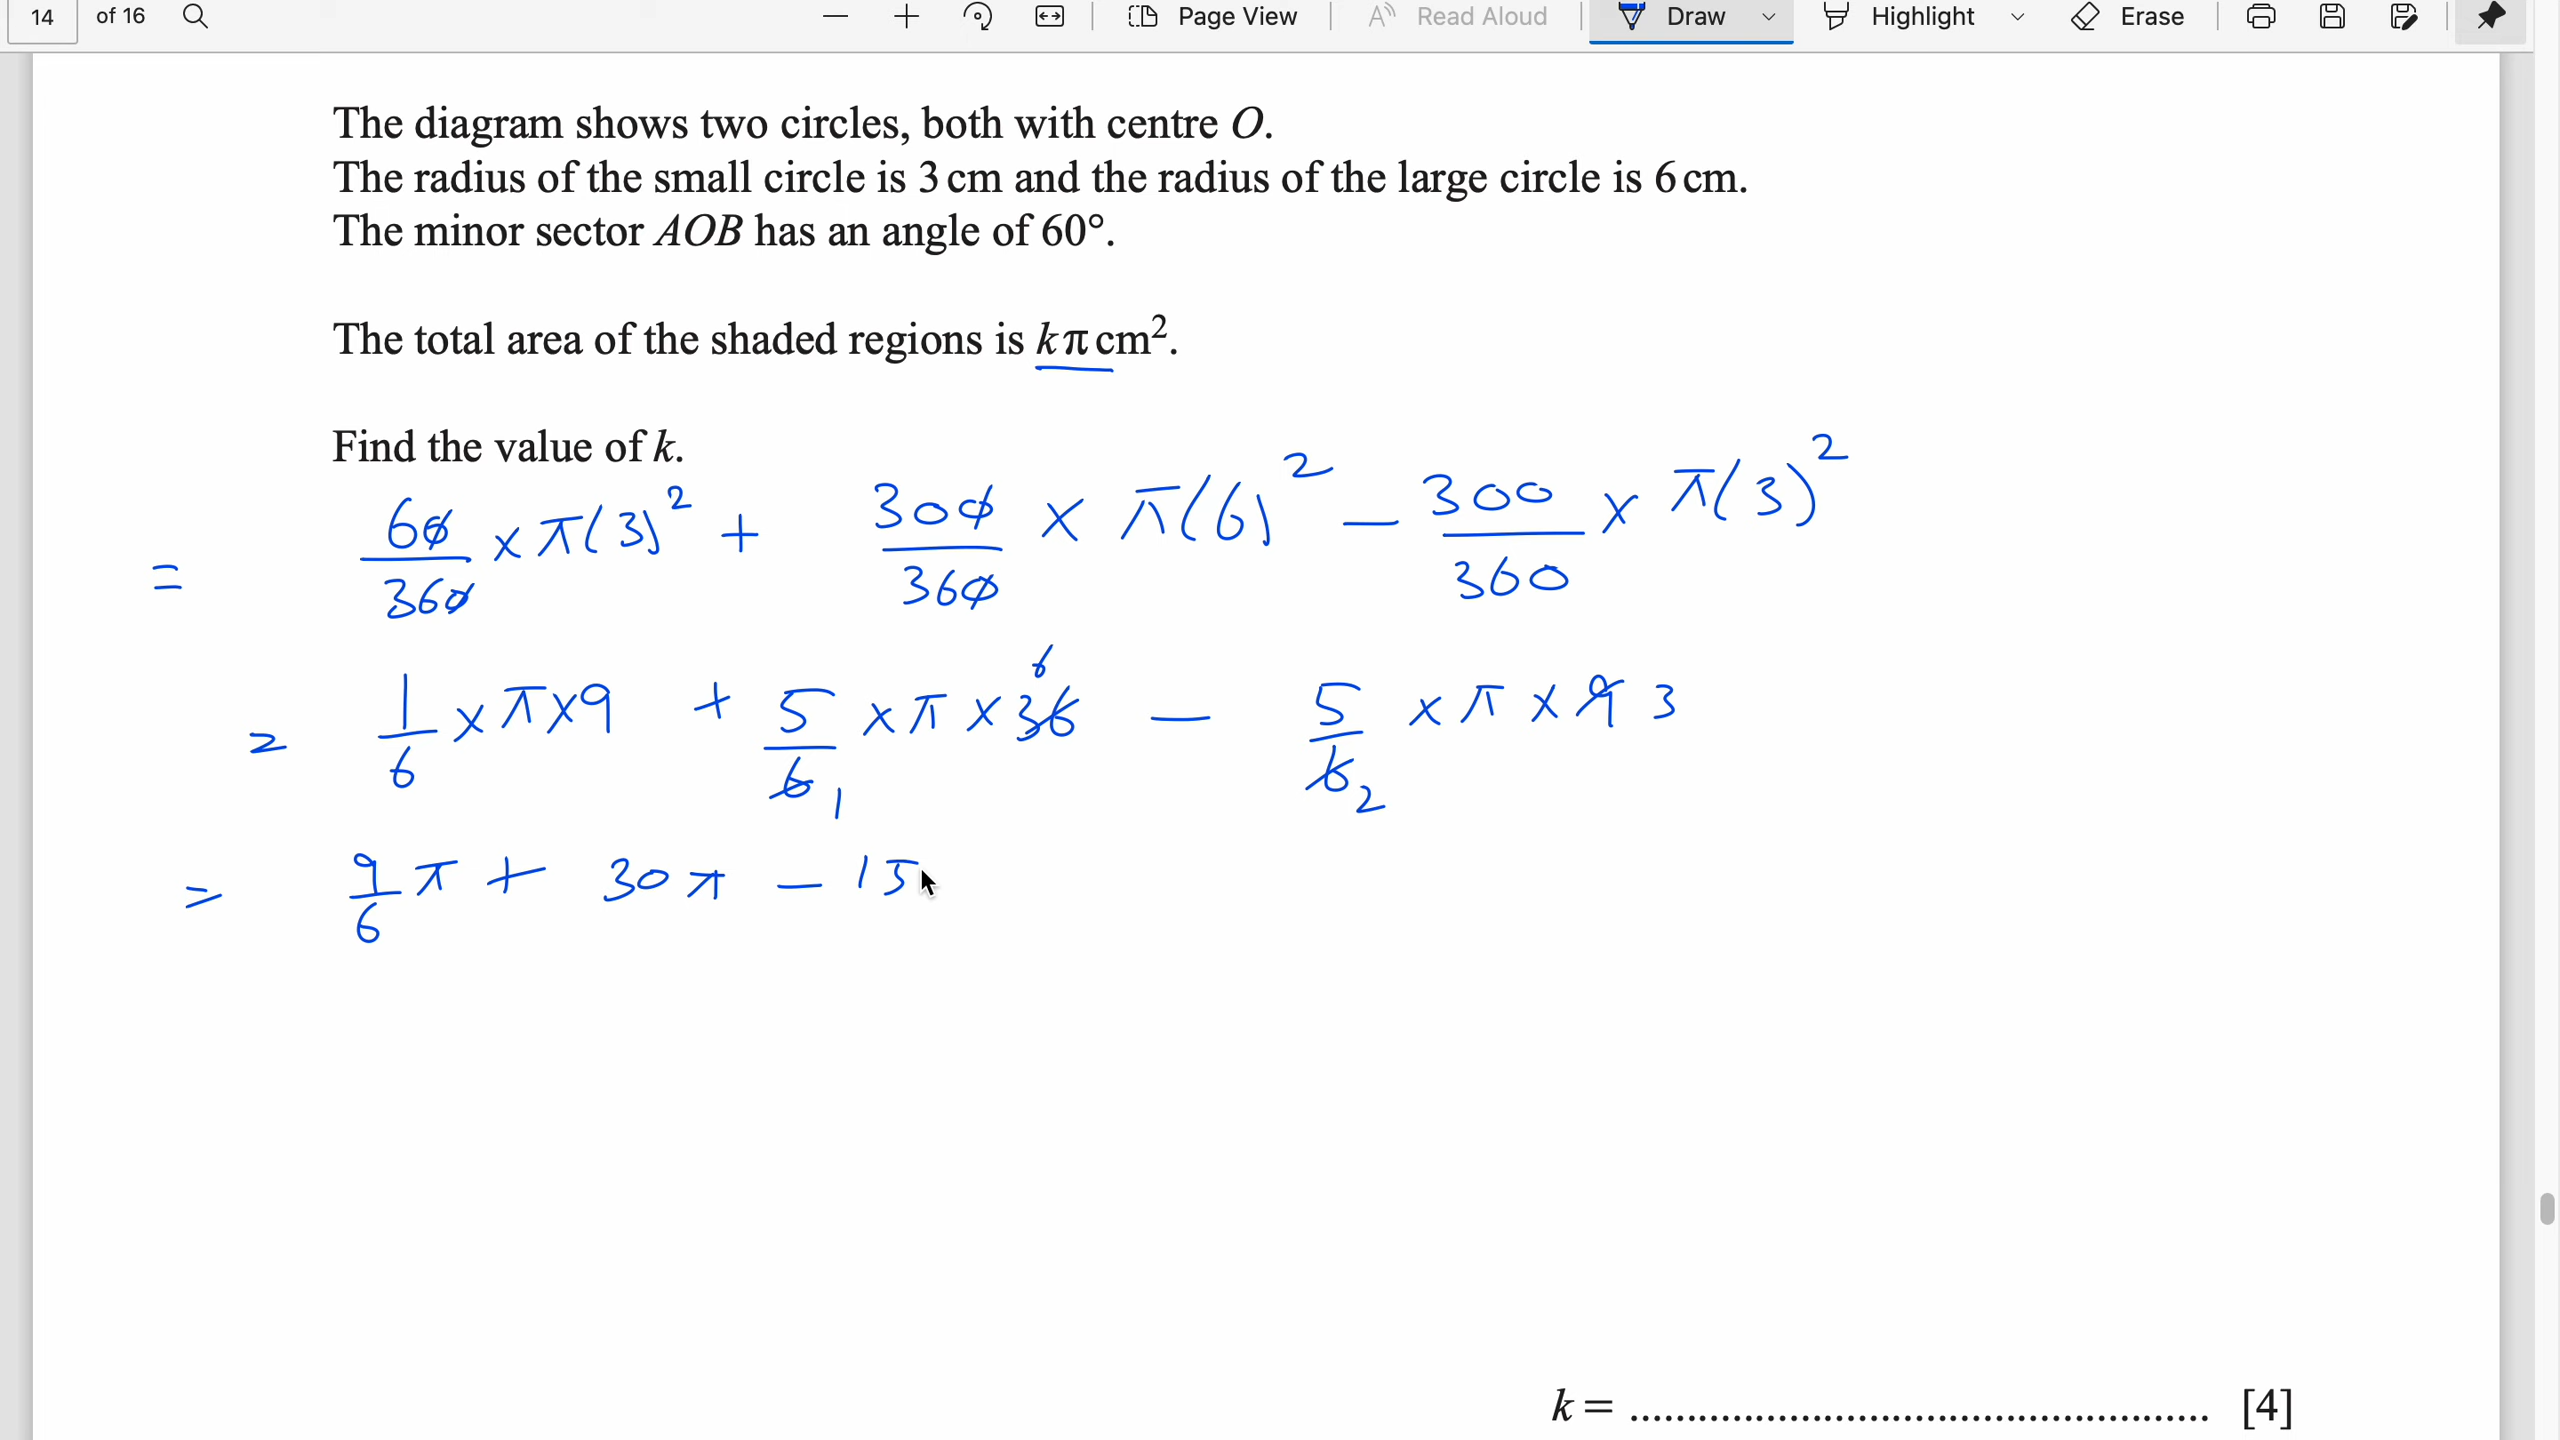 14 of 16 Page View Read Aloud Draw Highlight Erase
The diagram shows two circles, both with centre O.
The radius of the small circle is 3 cm and the radius of the large circle is 6 cm.
The minor sector AOB has an angle of 60°.
The total area of the shaded regions is kπ cm².
Find the value of k.
= 60/360 × π(3)² + 300/360 × π(6)² − 300/360 × π(3)²
= 1/6 × π × 9 + 5/6 1 × π × 36 6 − 5/6 2 × π × 9 3
= 9/6 π + 30π − 15
k = .................................................. [4]